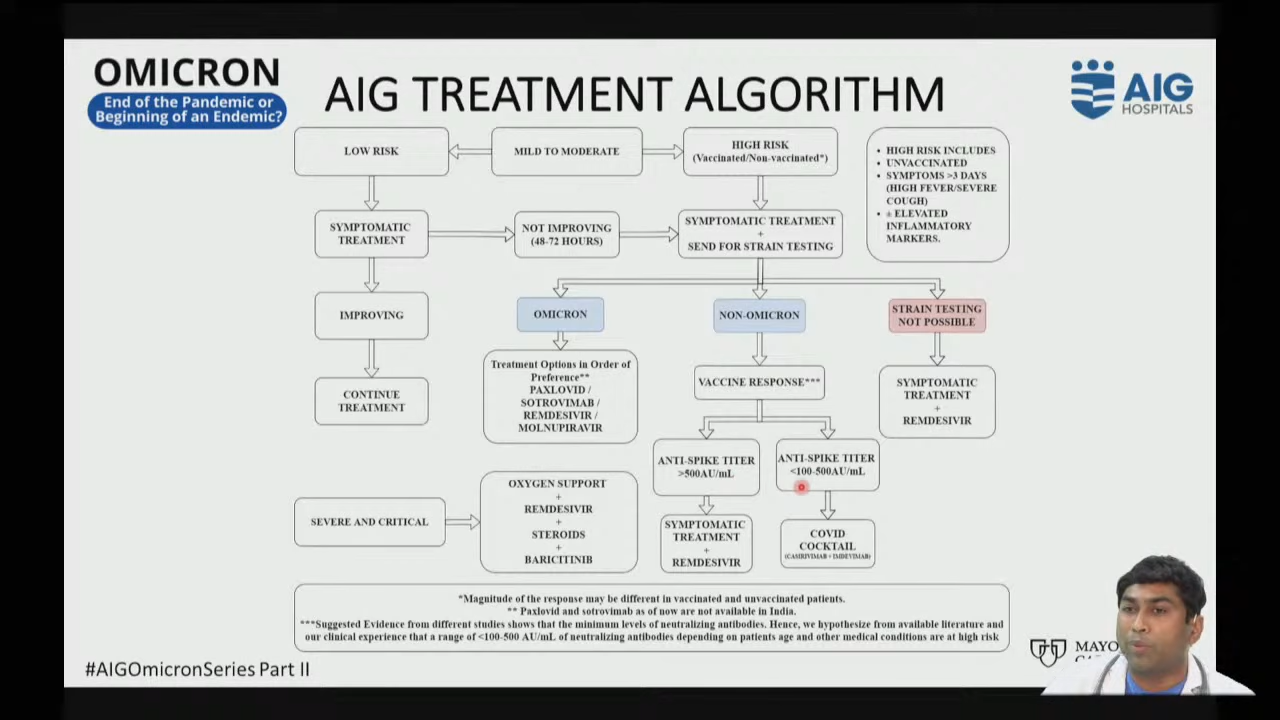 OMICRON
End of the Pandemic or
Beginning of an Endemic?
AIG TREATMENT ALGORITHM
AIG
HOSPITALS
LOW RISK
MILD TO MODERATE
HIGH RISK
(Vaccinated/Non-vaccinated*)
• HIGH RISK INCLUDES
• UNVACCINATED
• SYMPTOMS >3 DAYS
(HIGH FEVER/SEVERE
COUGH)
• ± ELEVATED
INFLAMMATORY
MARKERS.
SYMPTOMATIC
TREATMENT
NOT IMPROVING
(48-72 HOURS)
SYMPTOMATIC TREATMENT
+
SEND FOR STRAIN TESTING
IMPROVING
OMICRON
NON-OMICRON
STRAIN TESTING
NOT POSSIBLE
CONTINUE
TREATMENT
Treatment Options in Order of
Preference**
PAXLOVID /
SOTROVIMAB /
REMDESIVIR /
MOLNUPIRAVIR
VACCINE RESPONSE***
SYMPTOMATIC
TREATMENT
+
REMDESIVIR
ANTI-SPIKE TITER
>500AU/mL
ANTI-SPIKE TITER
<100-500AU/mL
SEVERE AND CRITICAL
OXYGEN SUPPORT
+
REMDESIVIR
+
STEROIDS
+
BARICITINIB
SYMPTOMATIC
TREATMENT
+
REMDESIVIR
COVID
COCKTAIL
(CASIRIVIMAB + IMDEVIMAB)
*Magnitude of the response may be different in vaccinated and unvaccinated patients.
** Paxlovid and sotrovimab as of now are not available in India.
***Suggested Evidence from different studies shows that the minimum levels of neutralizing antibodies. Hence, we hypothesize from available literature and
our clinical experience that a range of <100-500 AU/mL of neutralizing antibodies depending on patients age and other medical conditions are at high risk
#AIGOmicronSeries Part II
MAYO